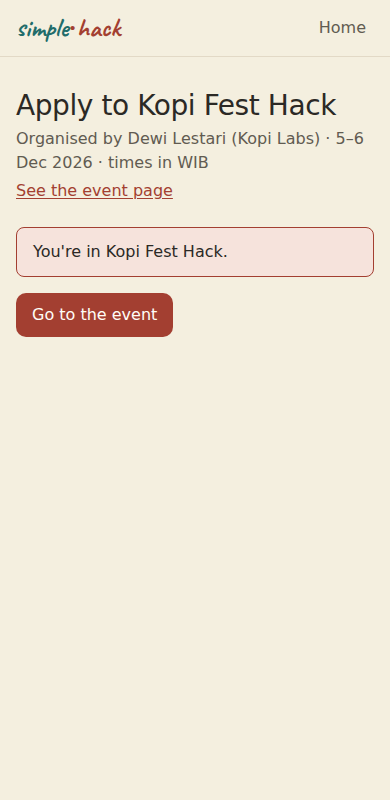 simple·hack
Home
Apply to Kopi Fest Hack
Organised by Dewi Lestari (Kopi Labs) · 5–6
Dec 2026 · times in WIB
See the event page
You're in Kopi Fest Hack.
Go to the event